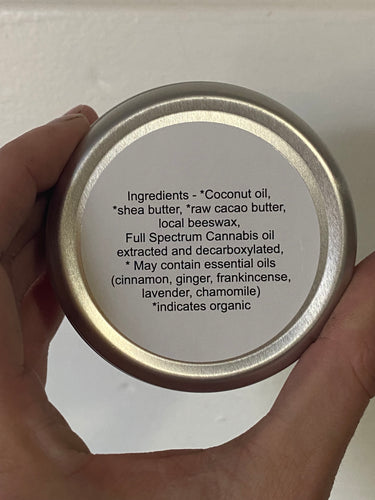 Ingredients - *Coconut oil,
*shea butter, *raw cacao butter,
local beeswax,
Full Spectrum Cannabis oil
extracted and decarboxylated,
* May contain essential oils
(cinnamon, ginger, frankincense,
lavender, chamomile)
*indicates organic